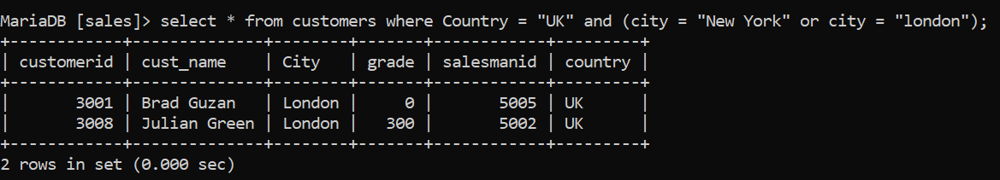 MariaDB [sales]> select * from customers where Country = "UK" and (city = "New York" or city = "london");
+------------+--------------+--------+-------+------------+---------+
| customerid | cust_name    | City   | grade | salesmanid | country |
+------------+--------------+--------+-------+------------+---------+
|       3001 | Brad Guzan   | London |     0 |       5005 | UK      |
|       3008 | Julian Green | London |   300 |       5002 | UK      |
+------------+--------------+--------+-------+------------+---------+
2 rows in set (0.000 sec)